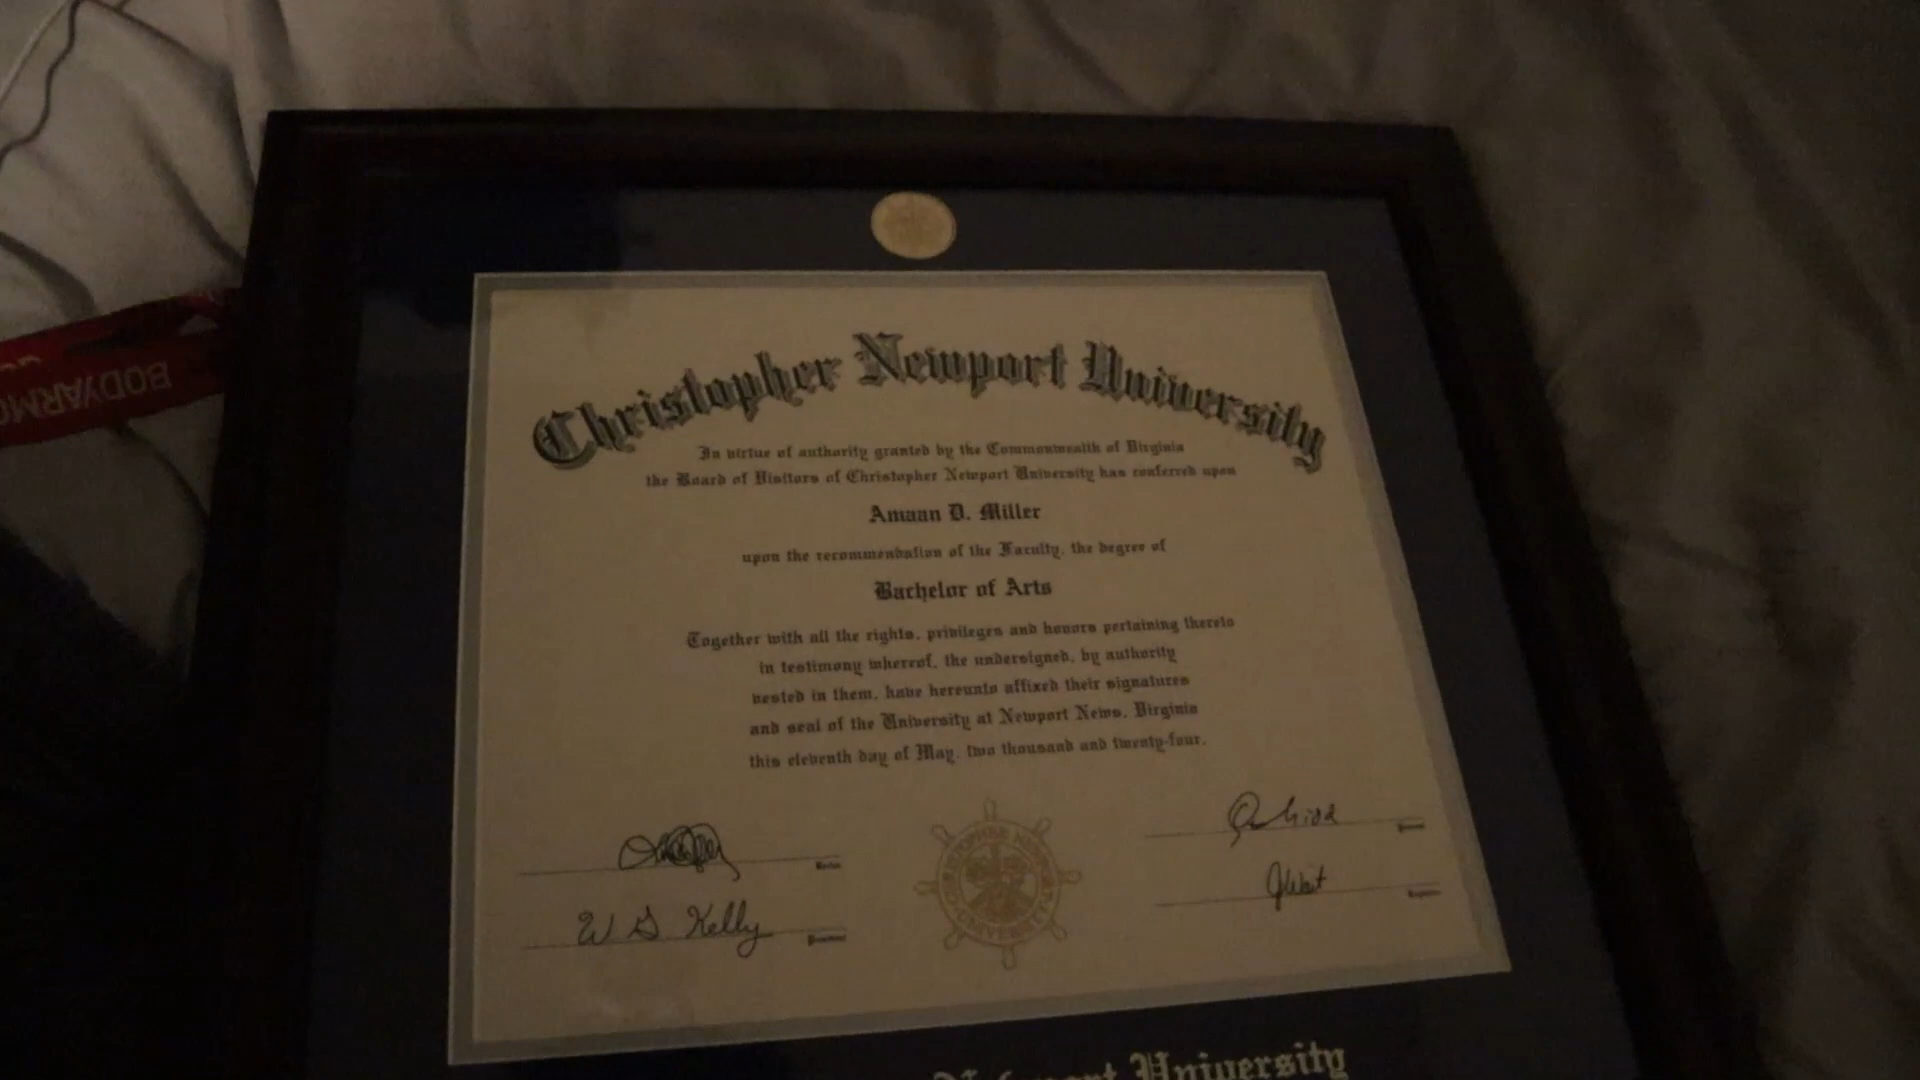 BODYARMO
Christopher Newport University
In virtue of authority granted by the Commonwealth of Virginia
the Board of Visitors of Christopher Newport University has conferred upon
Amaan D. Miller
upon the recommendation of the Faculty, the degree of
Bachelor of Arts
Together with all the rights, privileges and honors pertaining thereto
in testimony whereof, the undersigned, by authority
vested in them, have hereunto affixed their signatures
and seal of the University at Newport News, Virginia
this eleventh day of May, two thousand and twenty-four.
W S Kelly
President
Rector
University